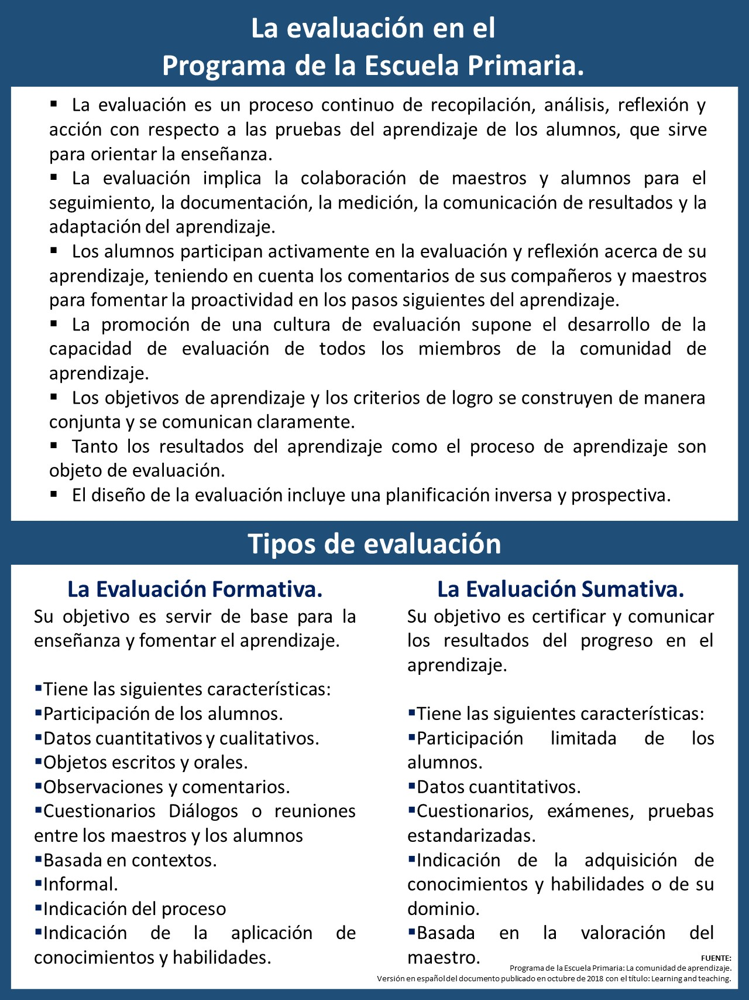 La evaluación en el
Programa de la Escuela Primaria.
▪ La evaluación es un proceso continuo de recopilación, análisis, reflexión y
acción con respecto a las pruebas del aprendizaje de los alumnos, que sirve
para orientar la enseñanza.
▪ La evaluación implica la colaboración de maestros y alumnos para el
seguimiento, la documentación, la medición, la comunicación de resultados y la
adaptación del aprendizaje.
▪ Los alumnos participan activamente en la evaluación y reflexión acerca de su
aprendizaje, teniendo en cuenta los comentarios de sus compañeros y maestros
para fomentar la proactividad en los pasos siguientes del aprendizaje.
▪ La promoción de una cultura de evaluación supone el desarrollo de la
capacidad de evaluación de todos los miembros de la comunidad de
aprendizaje.
▪ Los objetivos de aprendizaje y los criterios de logro se construyen de manera
conjunta y se comunican claramente.
▪ Tanto los resultados del aprendizaje como el proceso de aprendizaje son
objeto de evaluación.
▪ El diseño de la evaluación incluye una planificación inversa y prospectiva.
Tipos de evaluación
La Evaluación Formativa.
Su objetivo es servir de base para la
enseñanza y fomentar el aprendizaje.
▪Tiene las siguientes características:
▪Participación de los alumnos.
▪Datos cuantitativos y cualitativos.
▪Objetos escritos y orales.
▪Observaciones y comentarios.
▪Cuestionarios Diálogos o reuniones
entre los maestros y los alumnos
▪Basada en contextos.
▪Informal.
▪Indicación del proceso
▪Indicación de la aplicación de
conocimientos y habilidades.
La Evaluación Sumativa.
Su objetivo es certificar y comunicar
los resultados del progreso en el
aprendizaje.
▪Tiene las siguientes características:
▪Participación limitada de los
alumnos.
▪Datos cuantitativos.
▪Cuestionarios, exámenes, pruebas
estandarizadas.
▪Indicación de la adquisición de
conocimientos y habilidades o de su
dominio.
▪Basada en la valoración del
maestro.
FUENTE:
Programa de la Escuela Primaria: La comunidad de aprendizaje.
Versión en español del documento publicado en octubre de 2018 con el título: Learning and teaching.